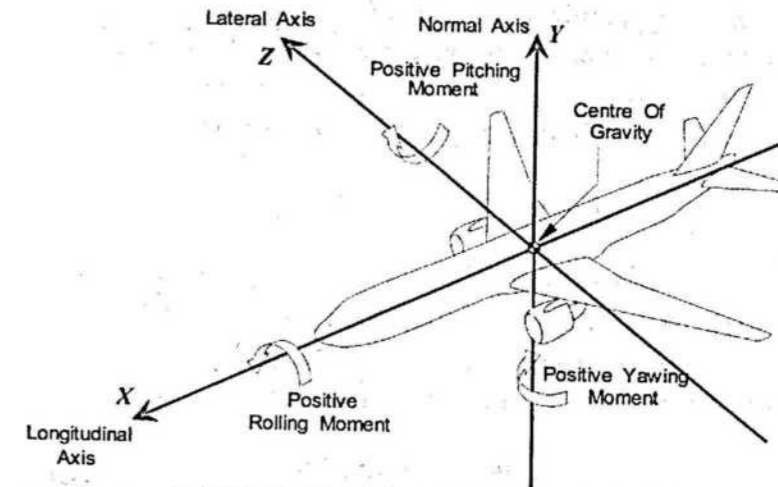 Lateral Axis
Z
Normal Axis
Y
Positive Pitching
Moment
Centre Of
Gravity
X
Longitudinal
Axis
Positive
Rolling Moment
Positive Yawing
Moment